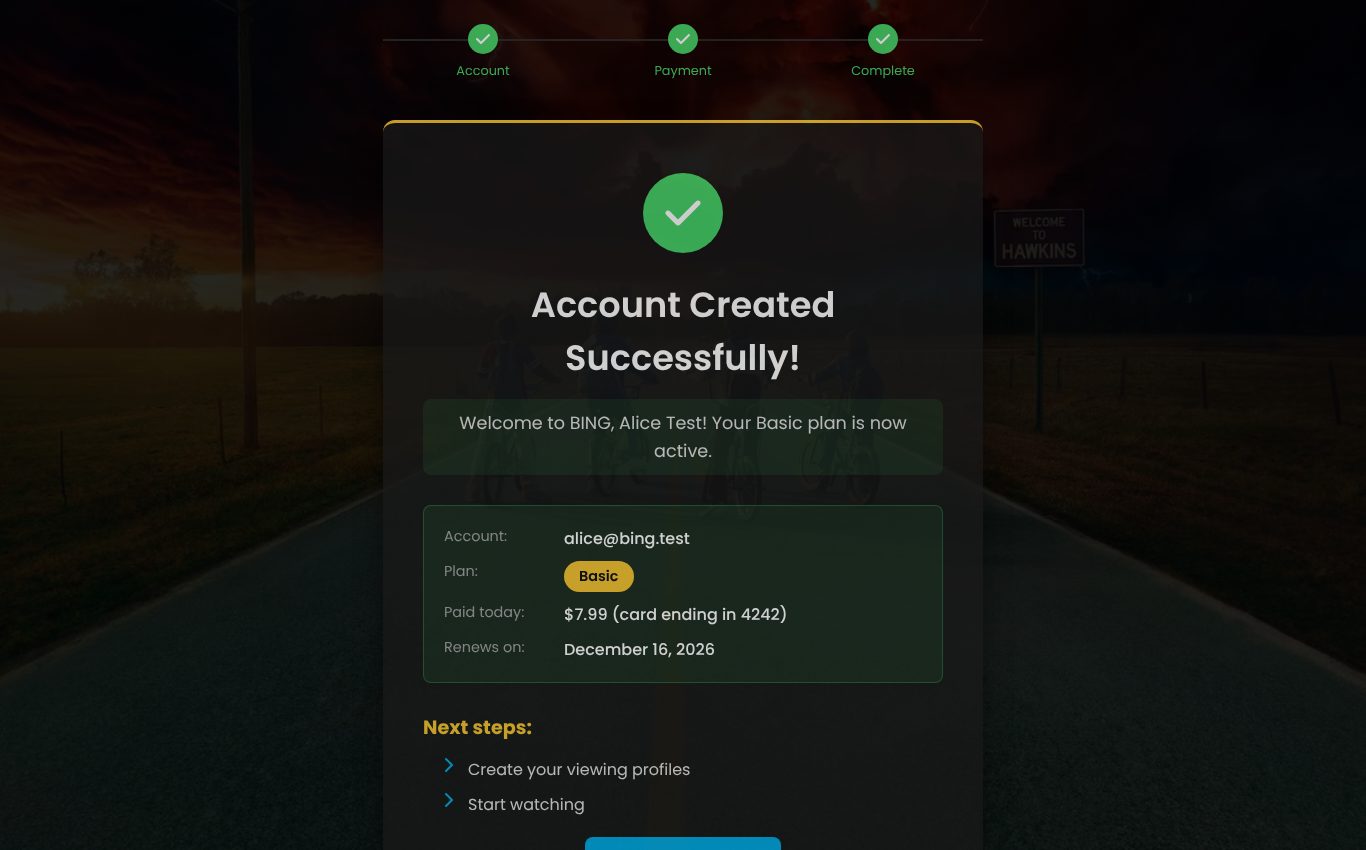 Account
Payment
Complete
WELCOME
TO
HAWKINS
Account Created
Successfully!
Welcome to BING, Alice Test! Your Basic plan is now
active.
Account: alice@bing.test
Plan: Basic
Paid today: $7.99 (card ending in 4242)
Renews on: December 16, 2026
Next steps:
Create your viewing profiles
Start watching